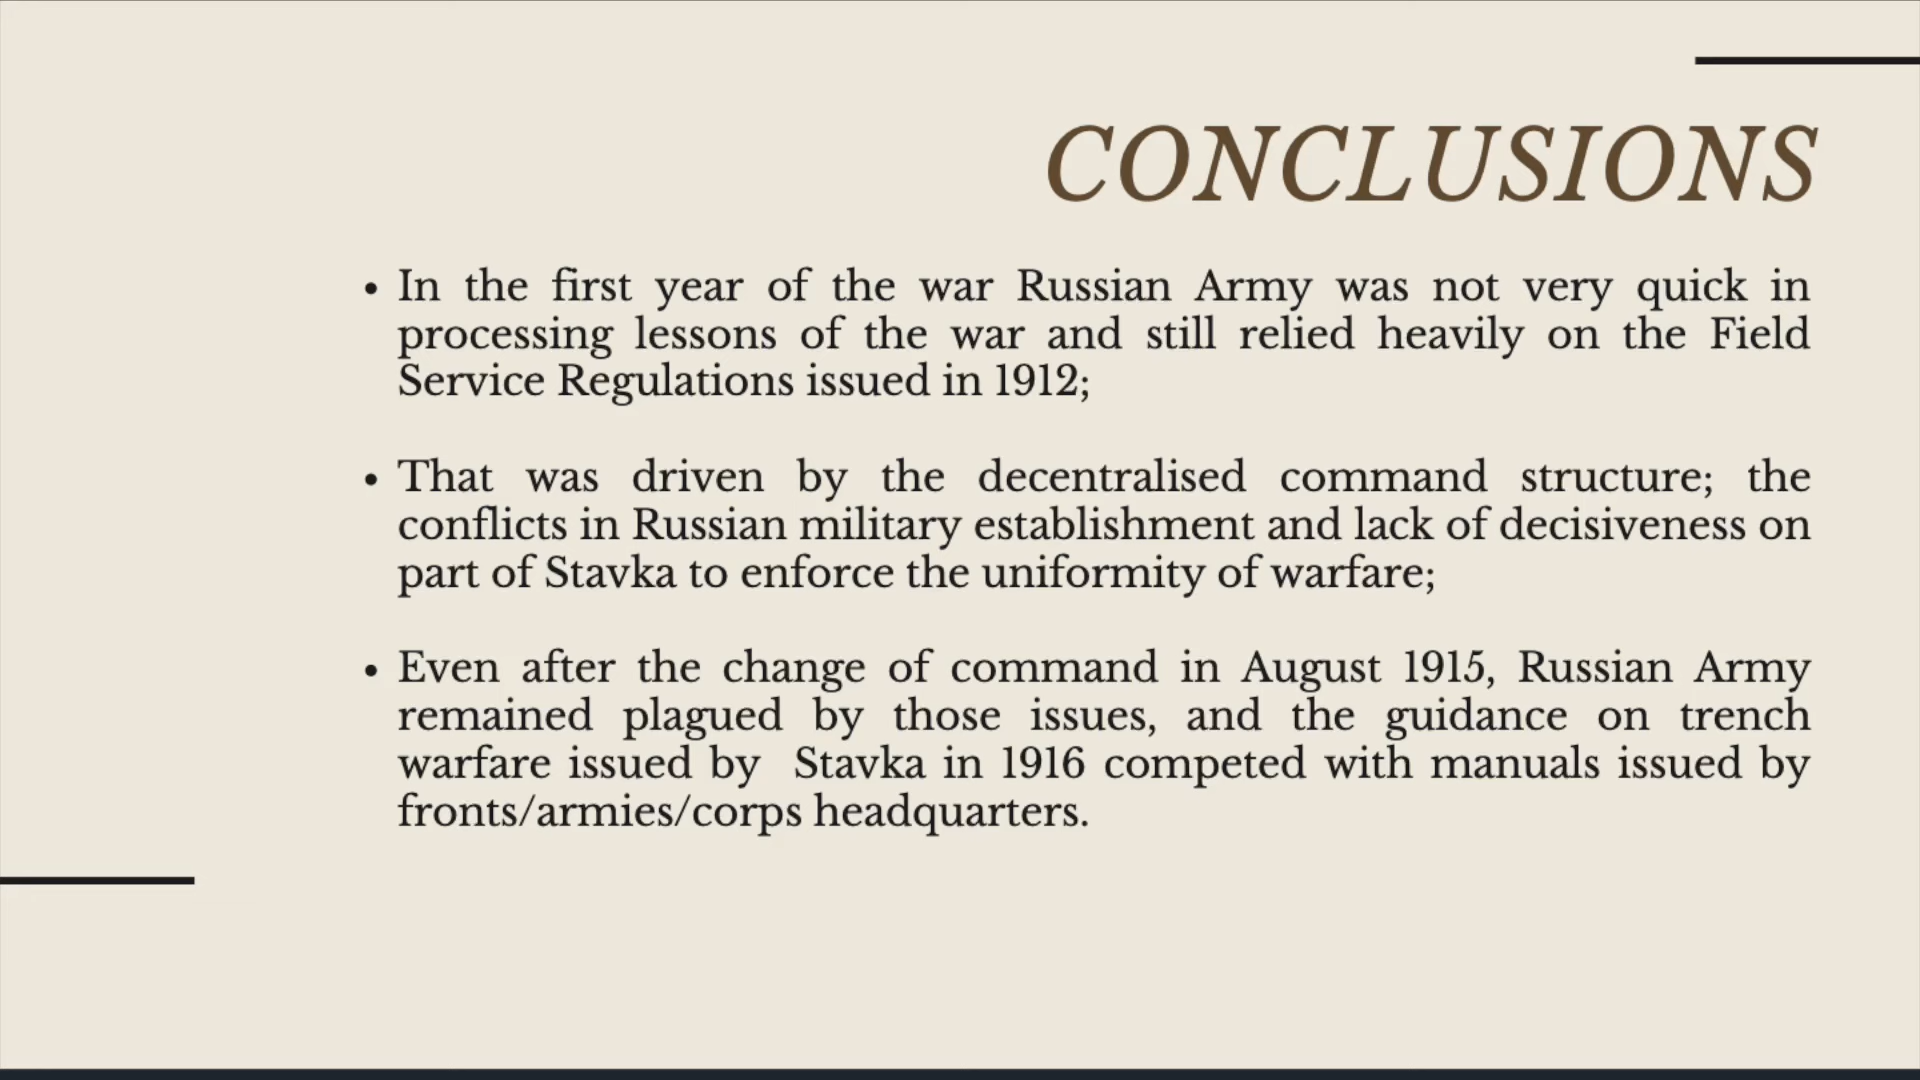 CONCLUSIONS
• In the first year of the war Russian Army was not very quick in
processing lessons of the war and still relied heavily on the Field
Service Regulations issued in 1912;
• That was driven by the decentralised command structure; the
conflicts in Russian military establishment and lack of decisiveness on
part of Stavka to enforce the uniformity of warfare;
• Even after the change of command in August 1915, Russian Army
remained plagued by those issues, and the guidance on trench
warfare issued by  Stavka in 1916 competed with manuals issued by
fronts/armies/corps headquarters.